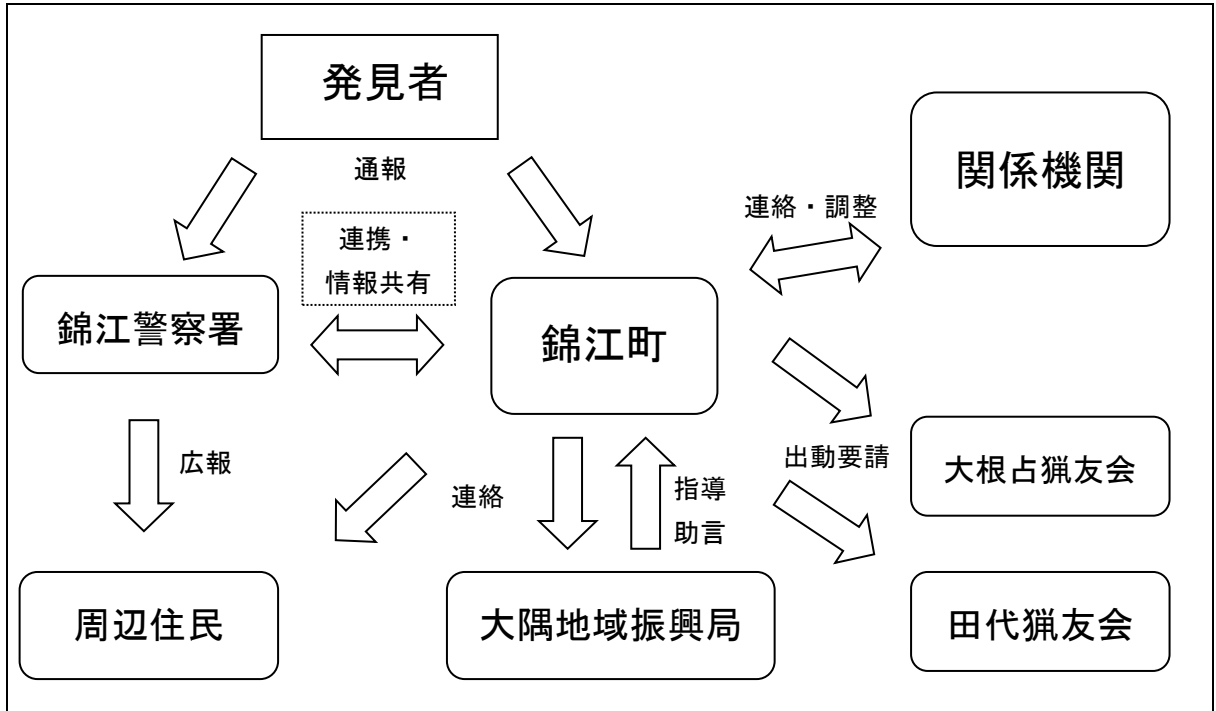 発見者
通報
関係機関
連絡・調整
連携・
情報共有
錦江警察署
錦江町
広報
連絡
指導
助言
出動要請
大根占猟友会
周辺住民
大隅地域振興局
田代猟友会